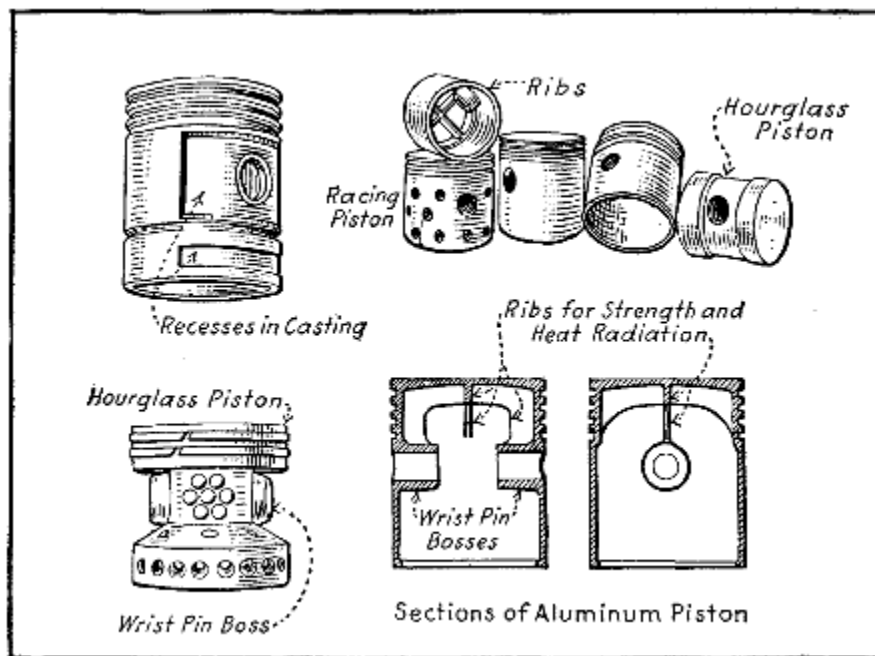 Ribs
Hourglass
Piston
Racing
Piston
Recesses in Casting
Ribs for Strength and
Heat Radiation
Hourglass Piston
Wrist Pin
Bosses
Wrist Pin Boss
Sections of Aluminum Piston